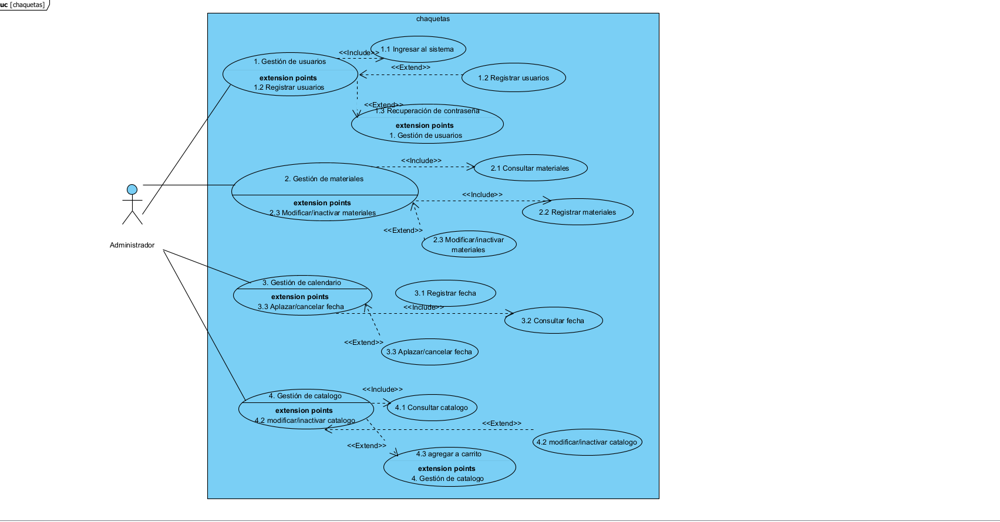 uc [chaquetas]
chaquetas
1.1 Ingresar al sistema
<<Include>>
1. Gestión de usuarios
extension points
1.2 Registrar usuarios
<<Extend>>
1.2 Registrar usuarios
<<Extend>>
1.3 Recuperación de contraseña
extension points
1. Gestión de usuarios
<<Include>>
2.1 Consultar materiales
2. Gestión de materiales
extension points
2.3 Modificar/inactivar materiales
<<Include>>
2.2 Registrar materiales
<<Extend>>
2.3 Modificar/inactivar
materiales
Administrador
3. Gestión de calendario
extension points
3.3 Aplazar/cancelar fecha
3.1 Registrar fecha
<<Include>>
3.2 Consultar fecha
<<Extend>>
3.3 Aplazar/cancelar fecha
<<Include>>
4. Gestión de catalogo
extension points
4.2 modificar/inactivar catalogo
4.1 Consultar catalogo
<<Extend>>
4.2 modificar/inactivar catalogo
<<Extend>>
4.3 agregar a carrito
extension points
4. Gestión de catalogo